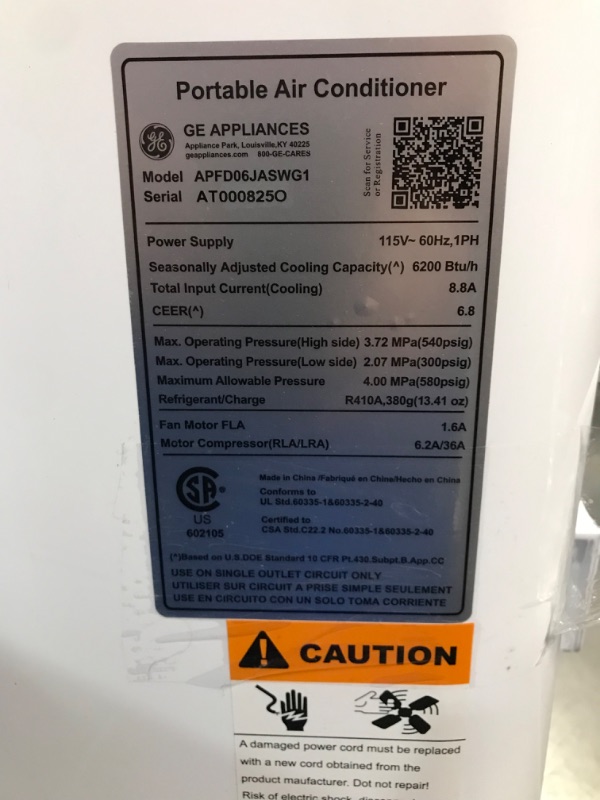 Portable Air Conditioner
GE APPLIANCES
Appliance Park, Louisville,KY 40225
geappliances.com 800-GE-CARES
Scan for Service
or Registration
Model APFD06JASWG1
Serial AT000825O
Power Supply 115V~ 60Hz,1PH
Seasonally Adjusted Cooling Capacity(^) 6200 Btu/h
Total Input Current(Cooling) 8.8A
CEER(^) 6.8
Max. Operating Pressure(High side) 3.72 MPa(540psig)
Max. Operating Pressure(Low side) 2.07 MPa(300psig)
Maximum Allowable Pressure 4.00 MPa(580psig)
Refrigerant/Charge R410A,380g(13.41 oz)
Fan Motor FLA 1.6A
Motor Compressor(RLA/LRA) 6.2A/36A
Made in China /Fabriqué en China/Hecho en China
Conforms to
UL Std.60335-1&60335-2-40
Certified to
CSA Std.C22.2 No.60335-1&60335-2-40
SA ®
US
602105
(^)Based on U.S.DOE Standard 10 CFR Pt.430.Subpt.B.App.CC
USE ON SINGLE OUTLET CIRCUIT ONLY
UTILISER SUR CIRCUIT A PRISE SIMPLE SEULEMENT
USE EN CIRCUITO CON UN SOLO TOMA CORRIENTE
CAUTION
A damaged power cord must be replaced
with a new cord obtained from the
product maufacturer. Dot not repair!
Risk of electric shock